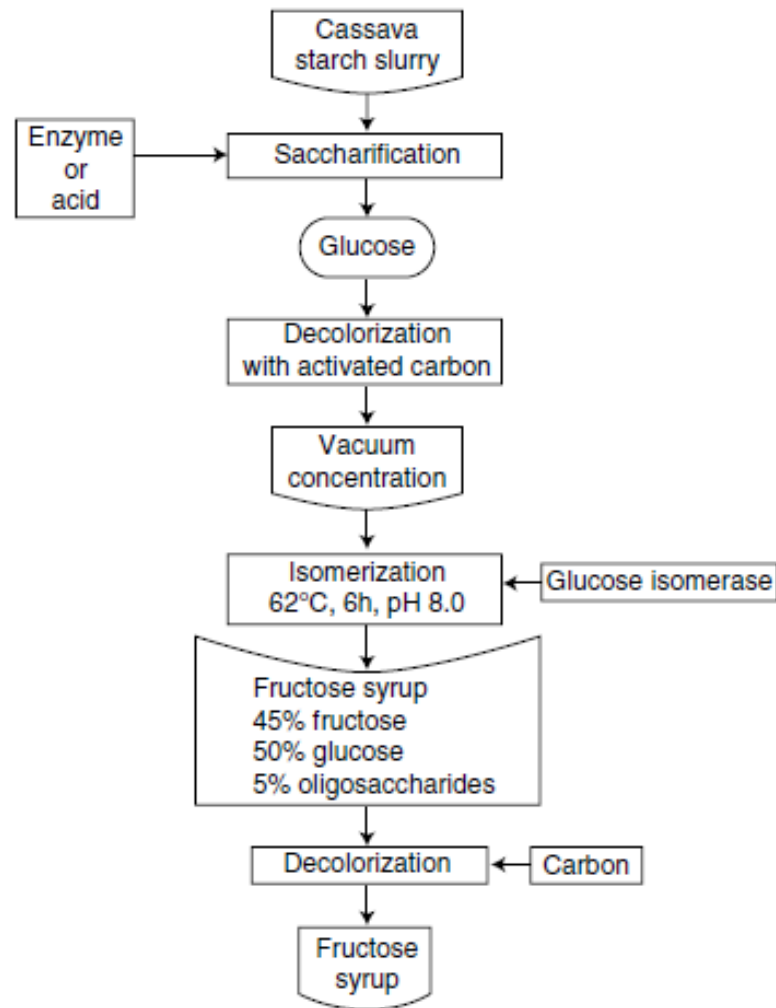 Cassava
starch slurry
Enzyme
or
acid
Saccharification
Glucose
Decolorization
with activated carbon
Vacuum
concentration
Isomerization
62°C, 6h, pH 8.0
Glucose isomerase
Fructose syrup
45% fructose
50% glucose
5% oligosaccharides
Decolorization
Carbon
Fructose
syrup